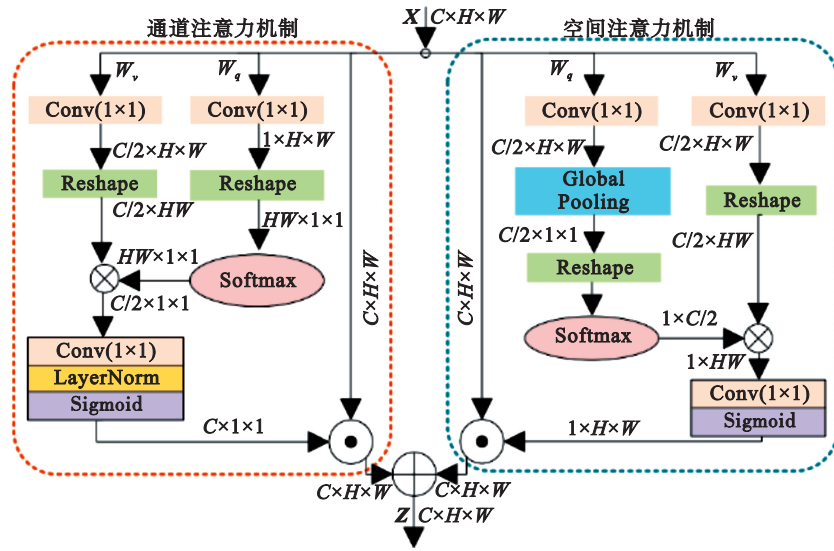 通道注意力机制
X C×H×W
空间注意力机制
W_v
W_q
W_q
W_v
Conv(1×1)
Conv(1×1)
Conv(1×1)
Conv(1×1)
C/2×H×W
1×H×W
C/2×H×W
C/2×H×W
Reshape
Reshape
Global
Pooling
Reshape
C/2×HW
HW×1×1
C/2×1×1
C/2×HW
HW×1×1
Softmax
Reshape
C/2×1×1
C×H×W
C×H×W
Softmax
1×C/2
1×HW
Conv(1×1)
LayerNorm
Sigmoid
Conv(1×1)
Sigmoid
C×1×1
1×H×W
C×H×W
C×H×W
Z C×H×W